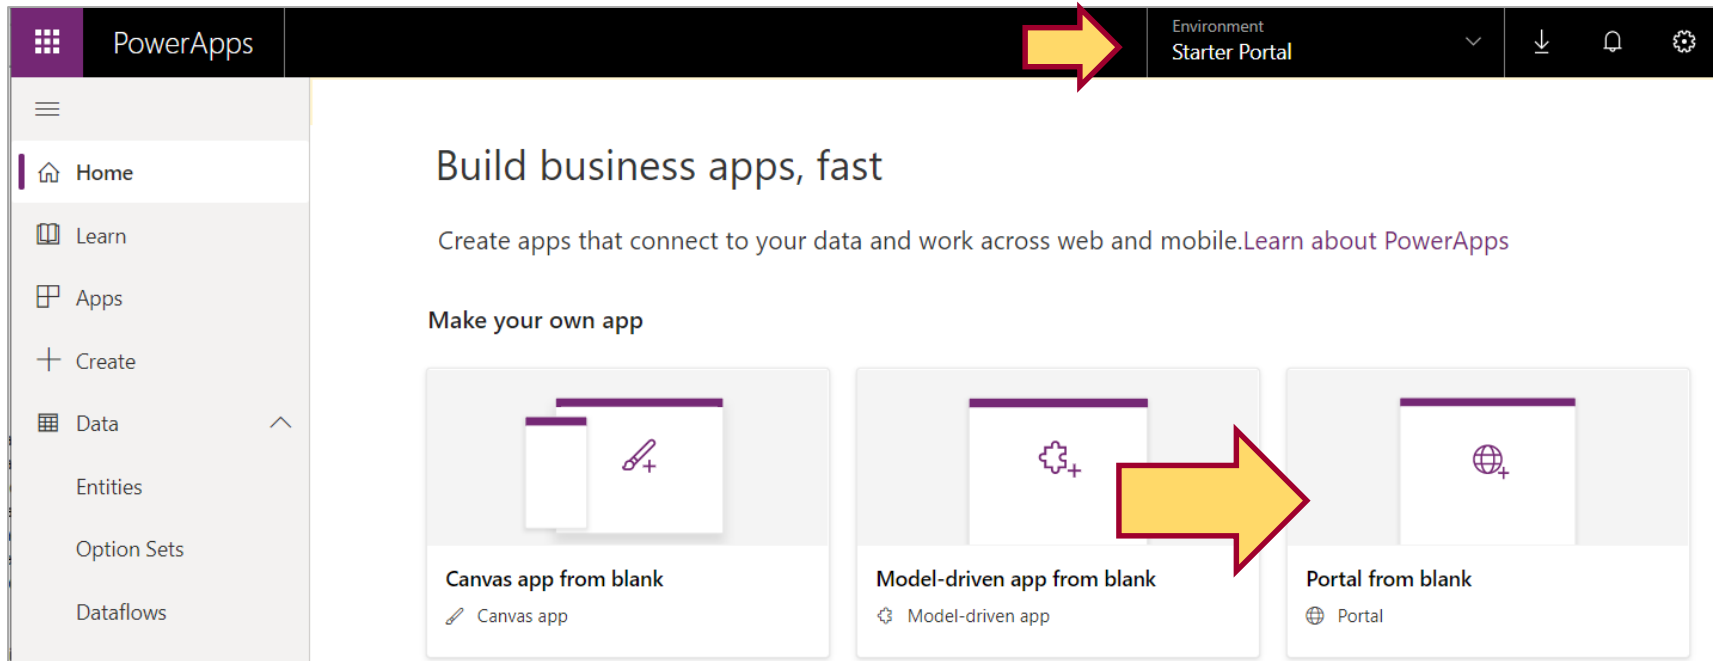 PowerApps
Environment
Starter Portal
Home
Learn
Apps
Create
Data
Entities
Option Sets
Dataflows
Build business apps, fast
Create apps that connect to your data and work across web and mobile.Learn about PowerApps
Make your own app
Canvas app from blank
Canvas app
Model-driven app from blank
Model-driven app
Portal from blank
Portal